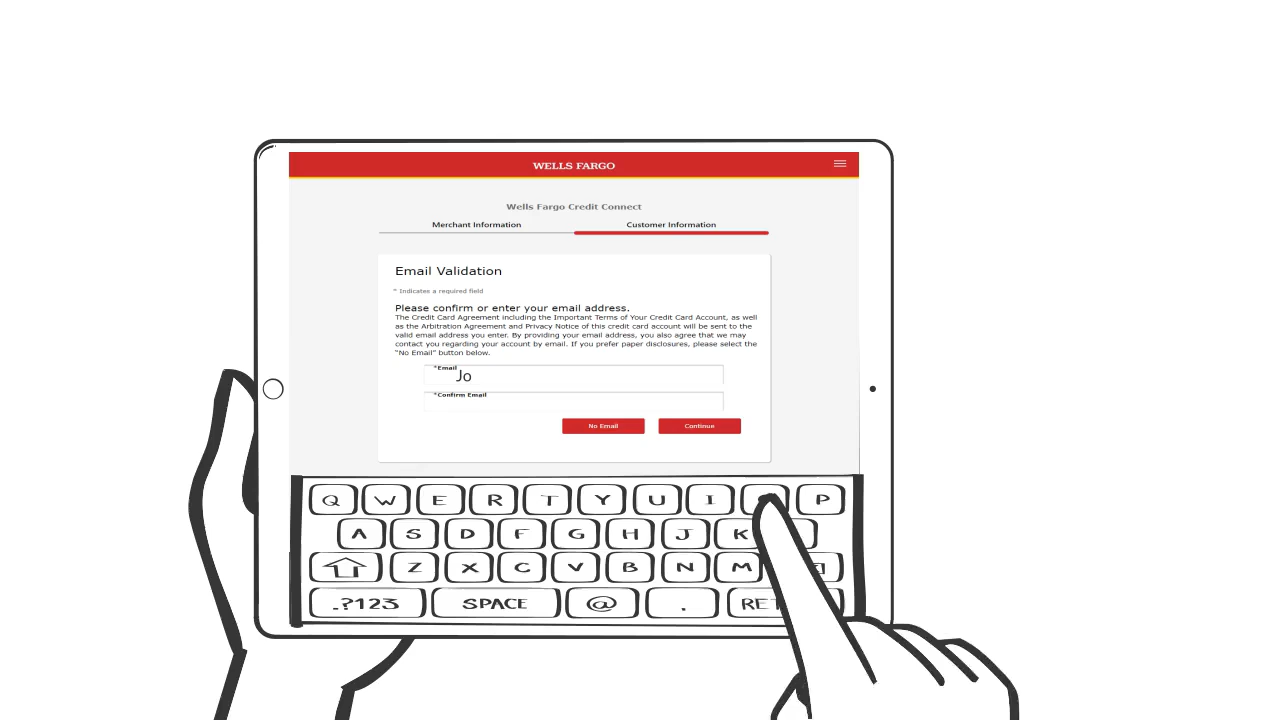 WELLS FARGO
Wells Fargo Credit Connect
Merchant Information
Customer Information
Email Validation
* Indicates a required field
Please confirm or enter your email address.
The Credit Card Agreement including the Important Terms of Your Credit Card Account, as well
as the Arbitration Agreement and Privacy Notice of this credit card account will be sent to the
valid email address you enter. By providing your email address, you also agree that we may
contact you regarding your account by email. If you prefer paper disclosures, please select the
"No Email" button below.
*Email
Jo
*Confirm Email
No Email
Continue
Q W E R T Y U I P
A S D F G H J K
Z X C V B N M
.?123 SPACE @ . RET